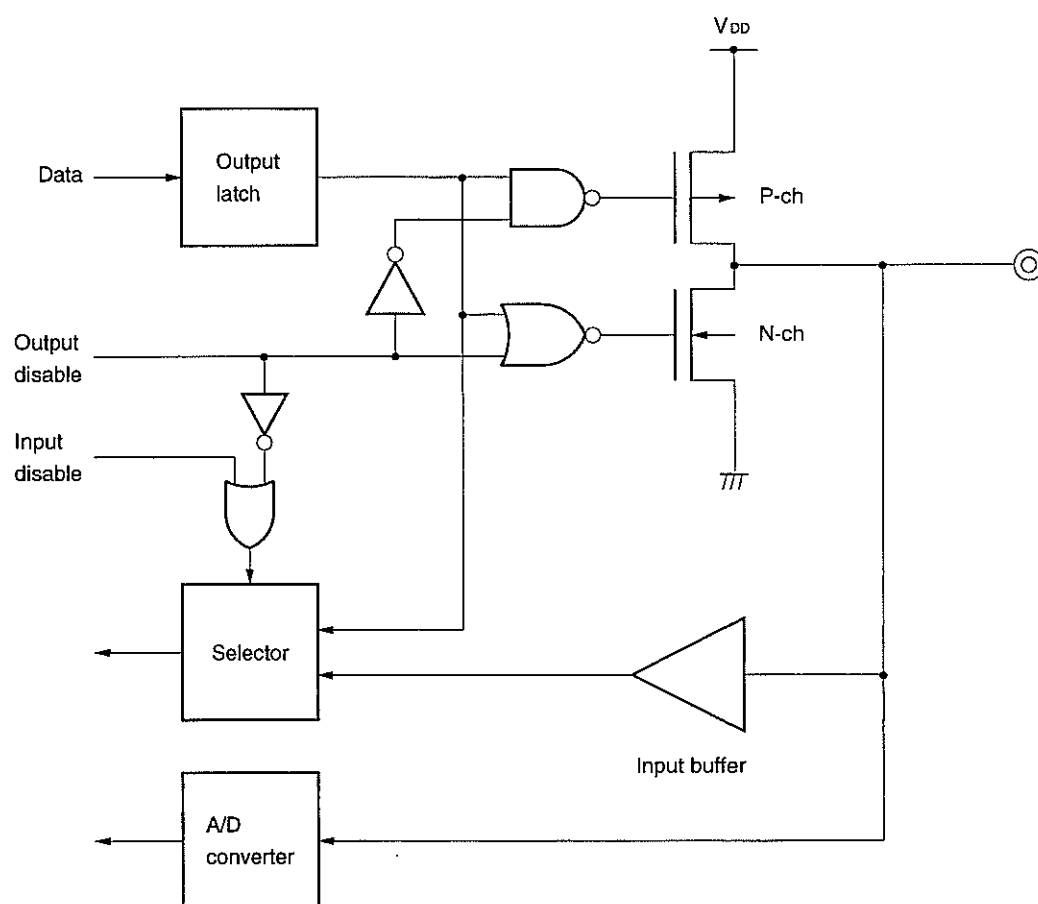 VDD
Data
Output
latch
P-ch
N-ch
Output
disable
Input
disable
Selector
Input buffer
A/D
converter